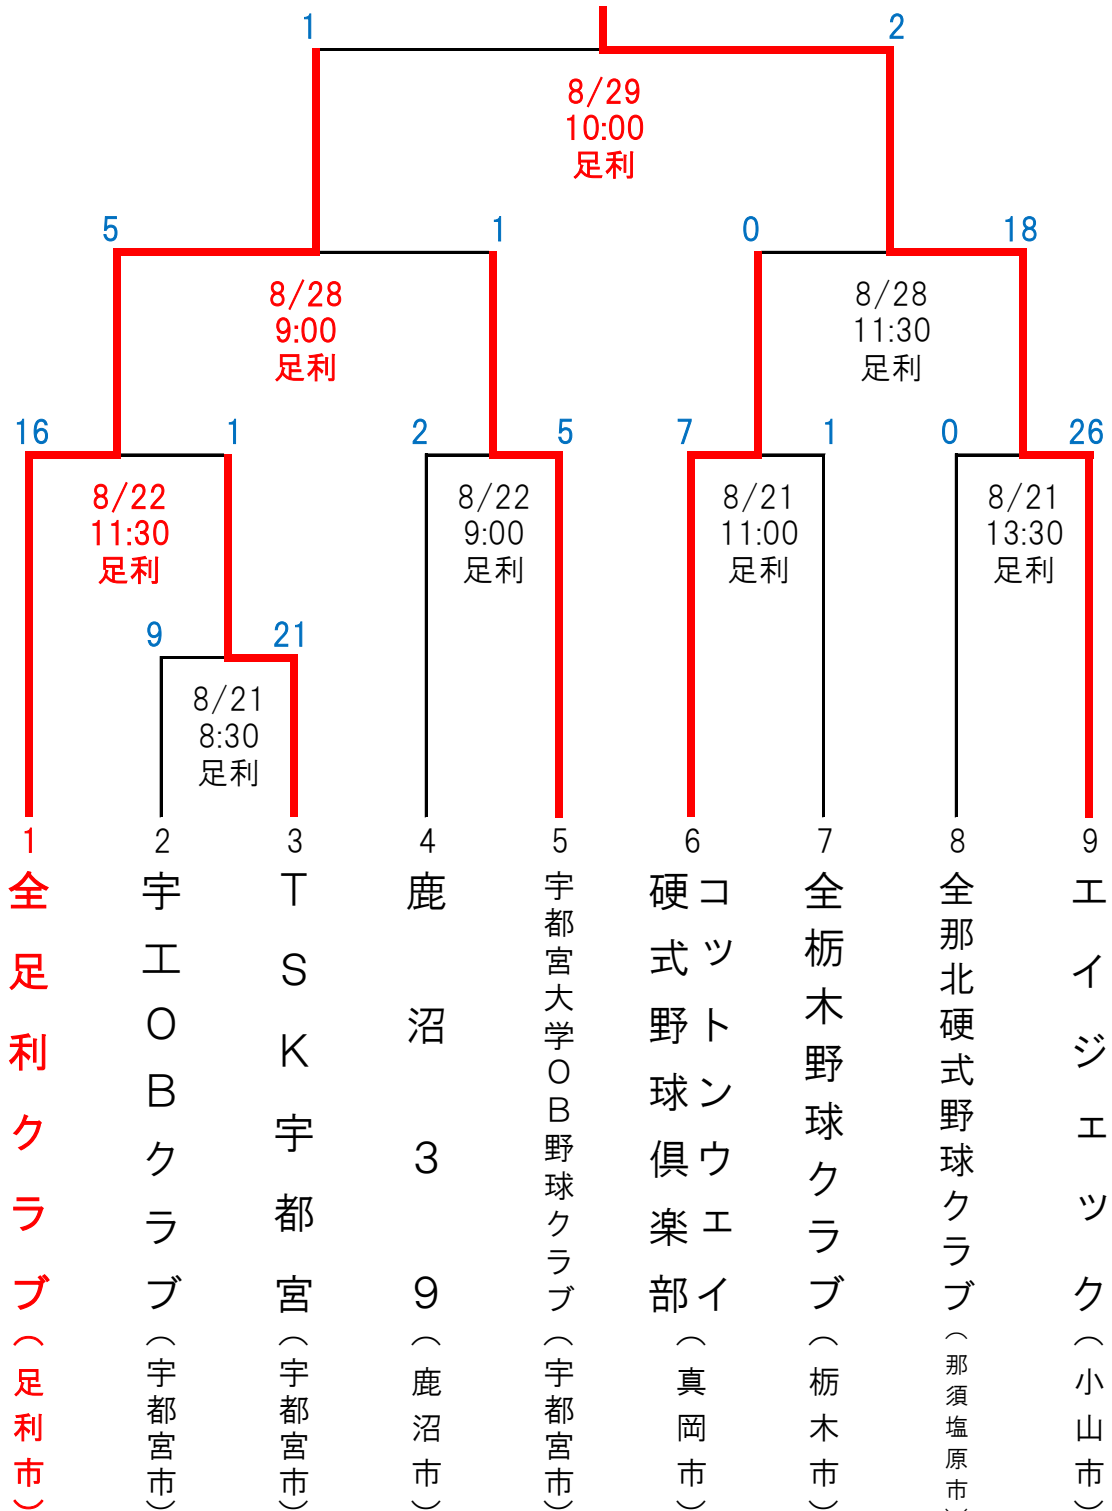 1
2
8/29
10:00
足利
5
1
0
18
8/28
9:00
足利
8/28
11:30
足利
16
1
2
5
7
1
0
26
8/22
11:30
足利
8/22
9:00
足利
8/21
11:00
足利
8/21
13:30
足利
9
21
8/21
8:30
足利
1
全足利クラブ(足利市)
2
宇工OBクラブ(宇都宮市)
3
TSK宇都宮(宇都宮市)
4
鹿沼39(鹿沼市)
5
宇都宮大学OB野球クラブ(宇都宮市)
6
コットンウェイ
硬式野球倶楽部
(真岡市)
7
全栃木野球クラブ(栃木市)
8
全那北硬式野球クラブ(那須塩原市)
9
エイジェック(小山市)